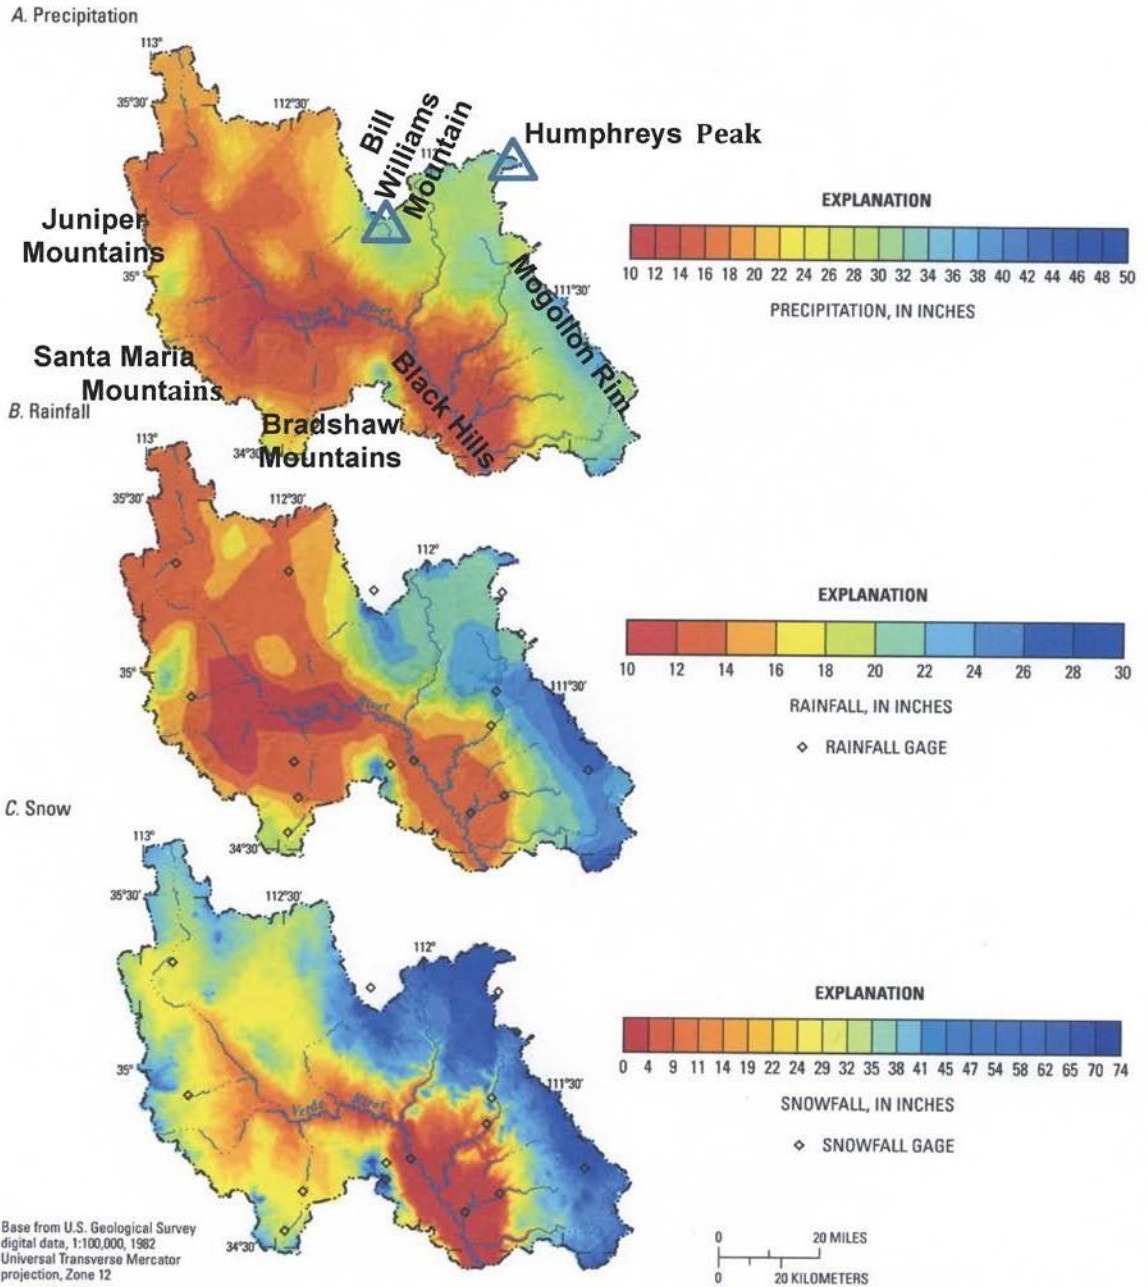 A. Precipitation
113°
35°30'
112°30'
Bill
Williams
Mountain
Humphreys Peak
EXPLANATION
10 12 14 16 18 20 22 24 26 28 30 32 34 36 38 40 42 44 46 48 50
PRECIPITATION, IN INCHES
Juniper
Mountains
35°
Mogollon Rim
111°30'
Verde River
Santa Maria
Mountains
Black Hills
Bradshaw
Mountains
34°30'
B. Rainfall
113°
35°30'
112°30'
112°
EXPLANATION
10 12 14 16 18 20 22 24 26 28 30
RAINFALL, IN INCHES
RAINFALL GAGE
35°
111°30'
Verde River
34°30'
C. Snow
113°
35°30'
112°30'
112°
EXPLANATION
0 4 9 11 14 19 22 24 29 32 35 38 41 45 47 54 58 62 65 70 74
SNOWFALL, IN INCHES
SNOWFALL GAGE
35°
111°30'
Verde River
34°30'
Base from U.S. Geological Survey
digital data, 1:100,000, 1982
Universal Transverse Mercator
projection, Zone 12
0 20 MILES
0 20 KILOMETERS